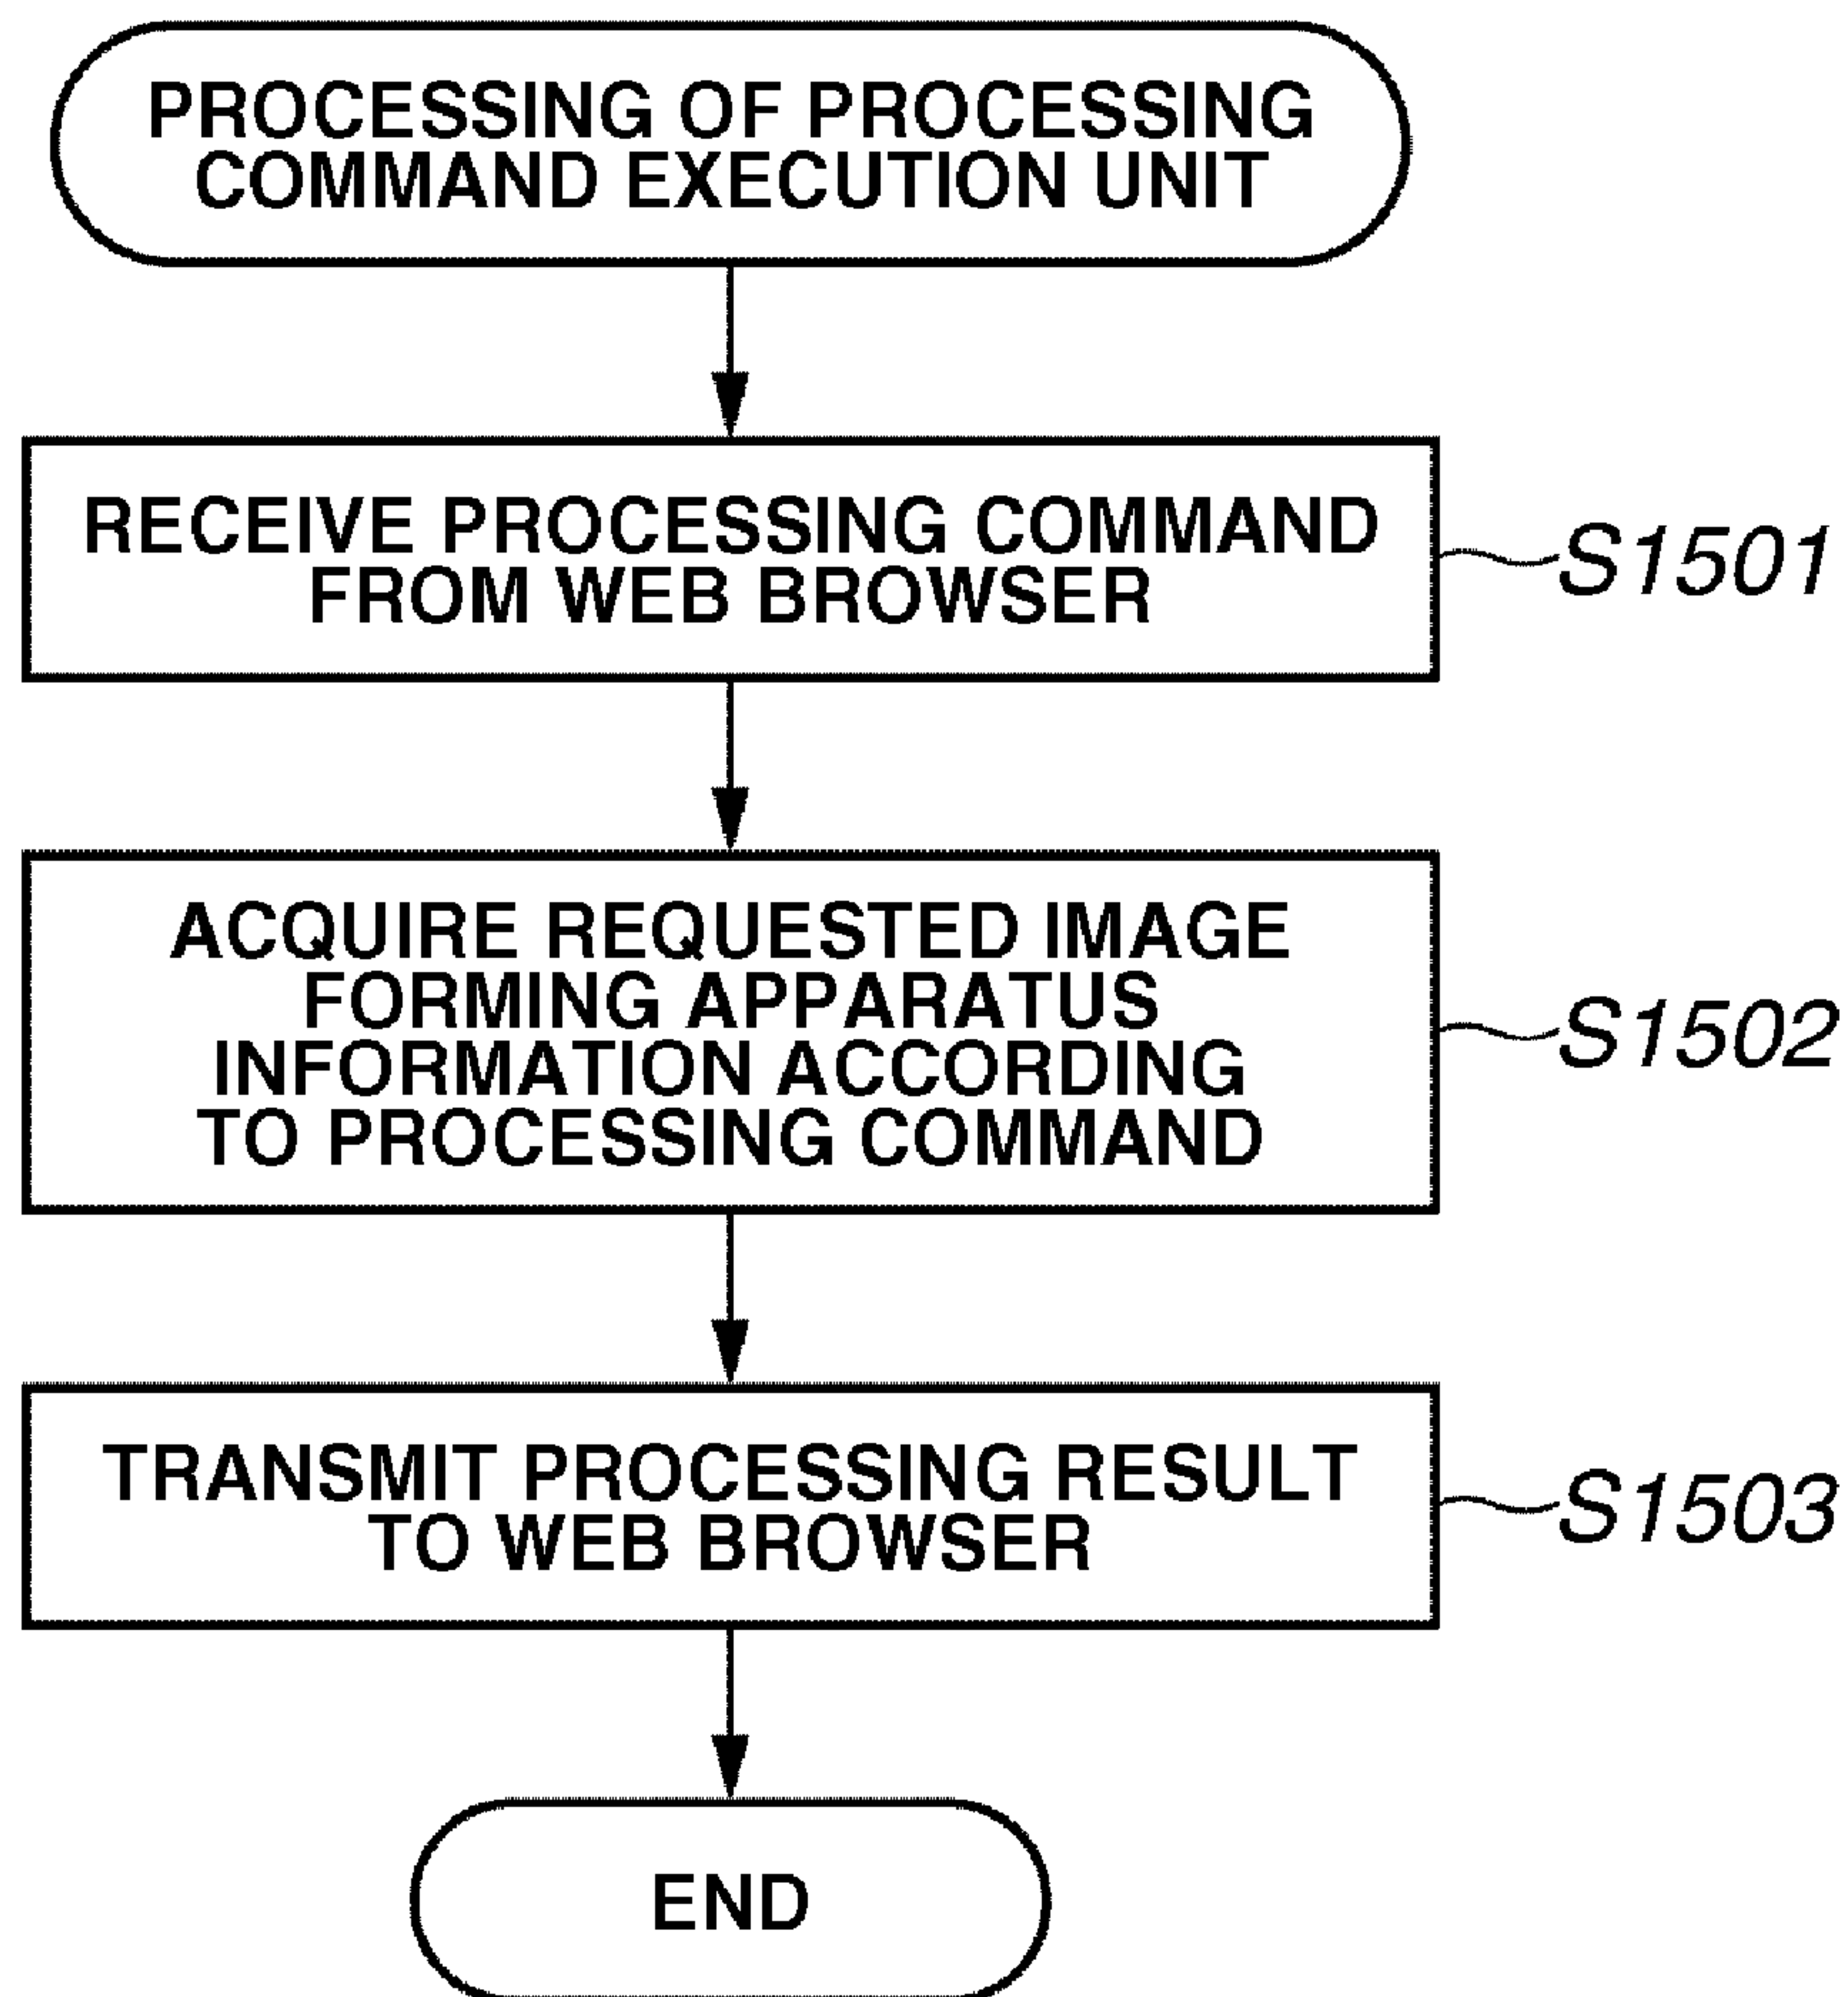 PROCESSING OF PROCESSING
COMMAND EXECUTION UNIT
RECEIVE PROCESSING COMMAND
FROM WEB BROWSER
S1501
ACQUIRE REQUESTED IMAGE
FORMING APPARATUS
INFORMATION ACCORDING
TO PROCESSING COMMAND
S1502
TRANSMIT PROCESSING RESULT
TO WEB BROWSER
S1503
END